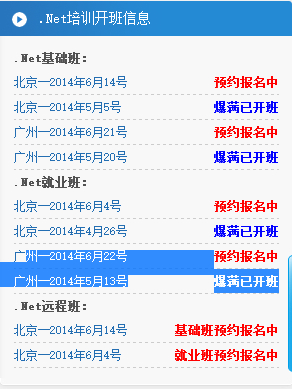 .Net培训开班信息
.Net基础班:
北京—2014年6月14号 预约报名中
北京—2014年5月5号 爆满已开班
广州—2014年6月21号 预约报名中
广州—2014年5月20号 爆满已开班
.Net就业班:
北京—2014年6月4号 预约报名中
北京—2014年4月26号 爆满已开班
广州—2014年6月22号 预约报名中
广州—2014年5月13号 爆满已开班
.Net远程班:
北京—2014年6月14号 基础班预约报名中
北京—2014年6月4号 就业班预约报名中